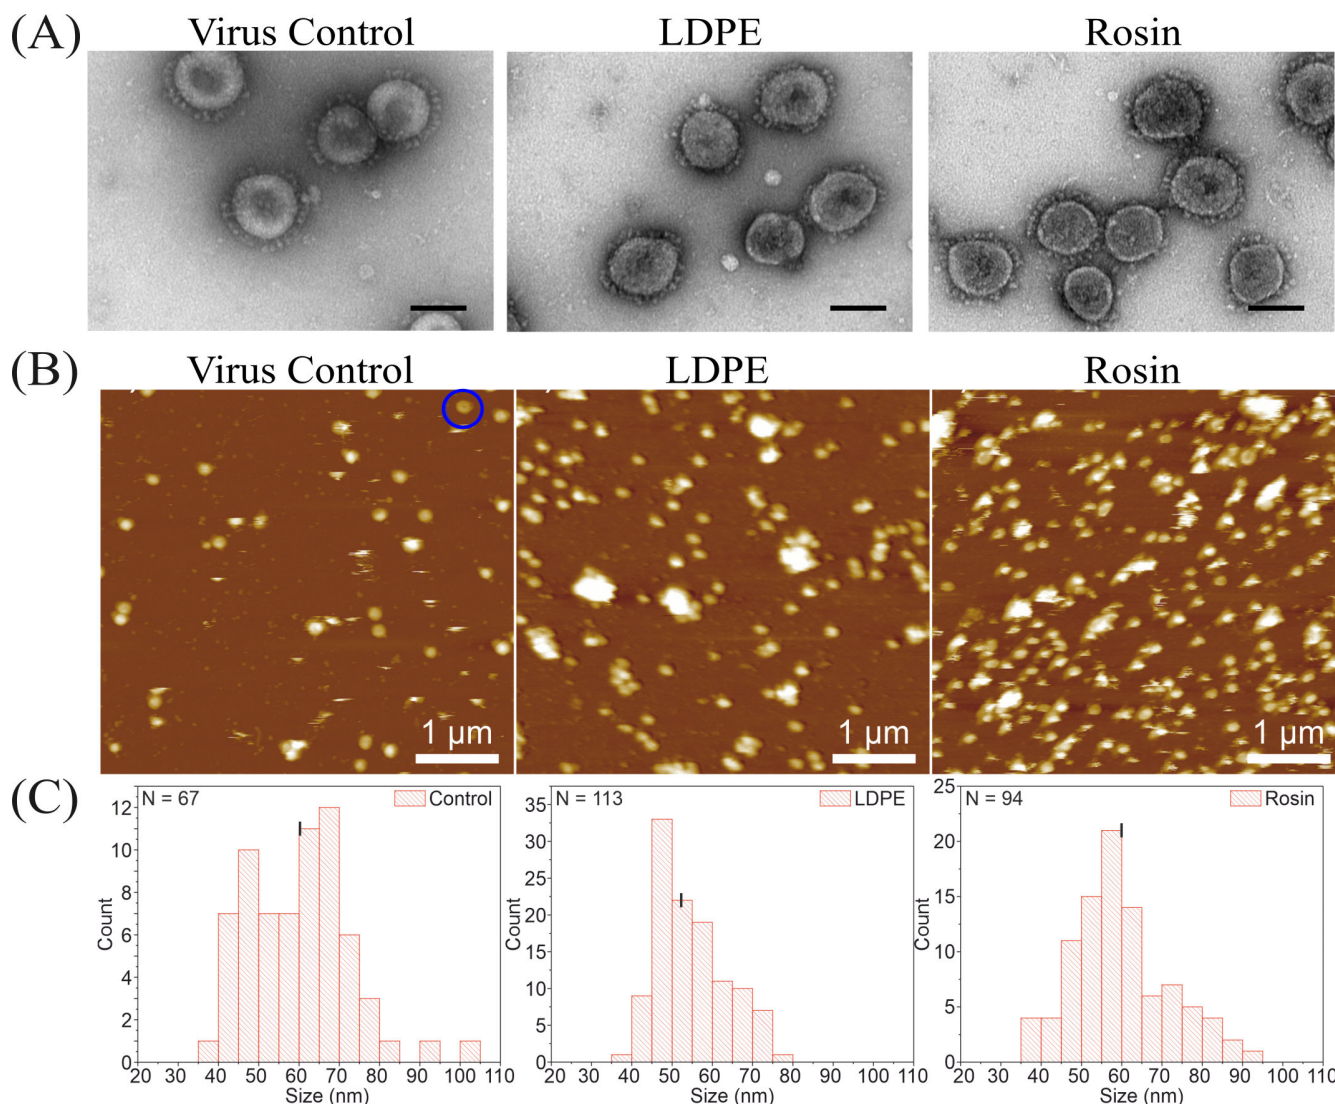 (A)
Virus Control LDPE Rosin
(B)
Virus Control LDPE Rosin
1 µm 1 µm 1 µm
(C)
N = 67 Control
Count
0 2 4 6 8 10 12
20 30 40 50 60 70 80 90 100 110
Size (nm)
N = 113 LDPE
Count
0 5 10 15 20 25 30 35
20 30 40 50 60 70 80 90 100 110
Size (nm)
N = 94 Rosin
Count
0 5 10 15 20 25
20 30 40 50 60 70 80 90 100 110
Size (nm)